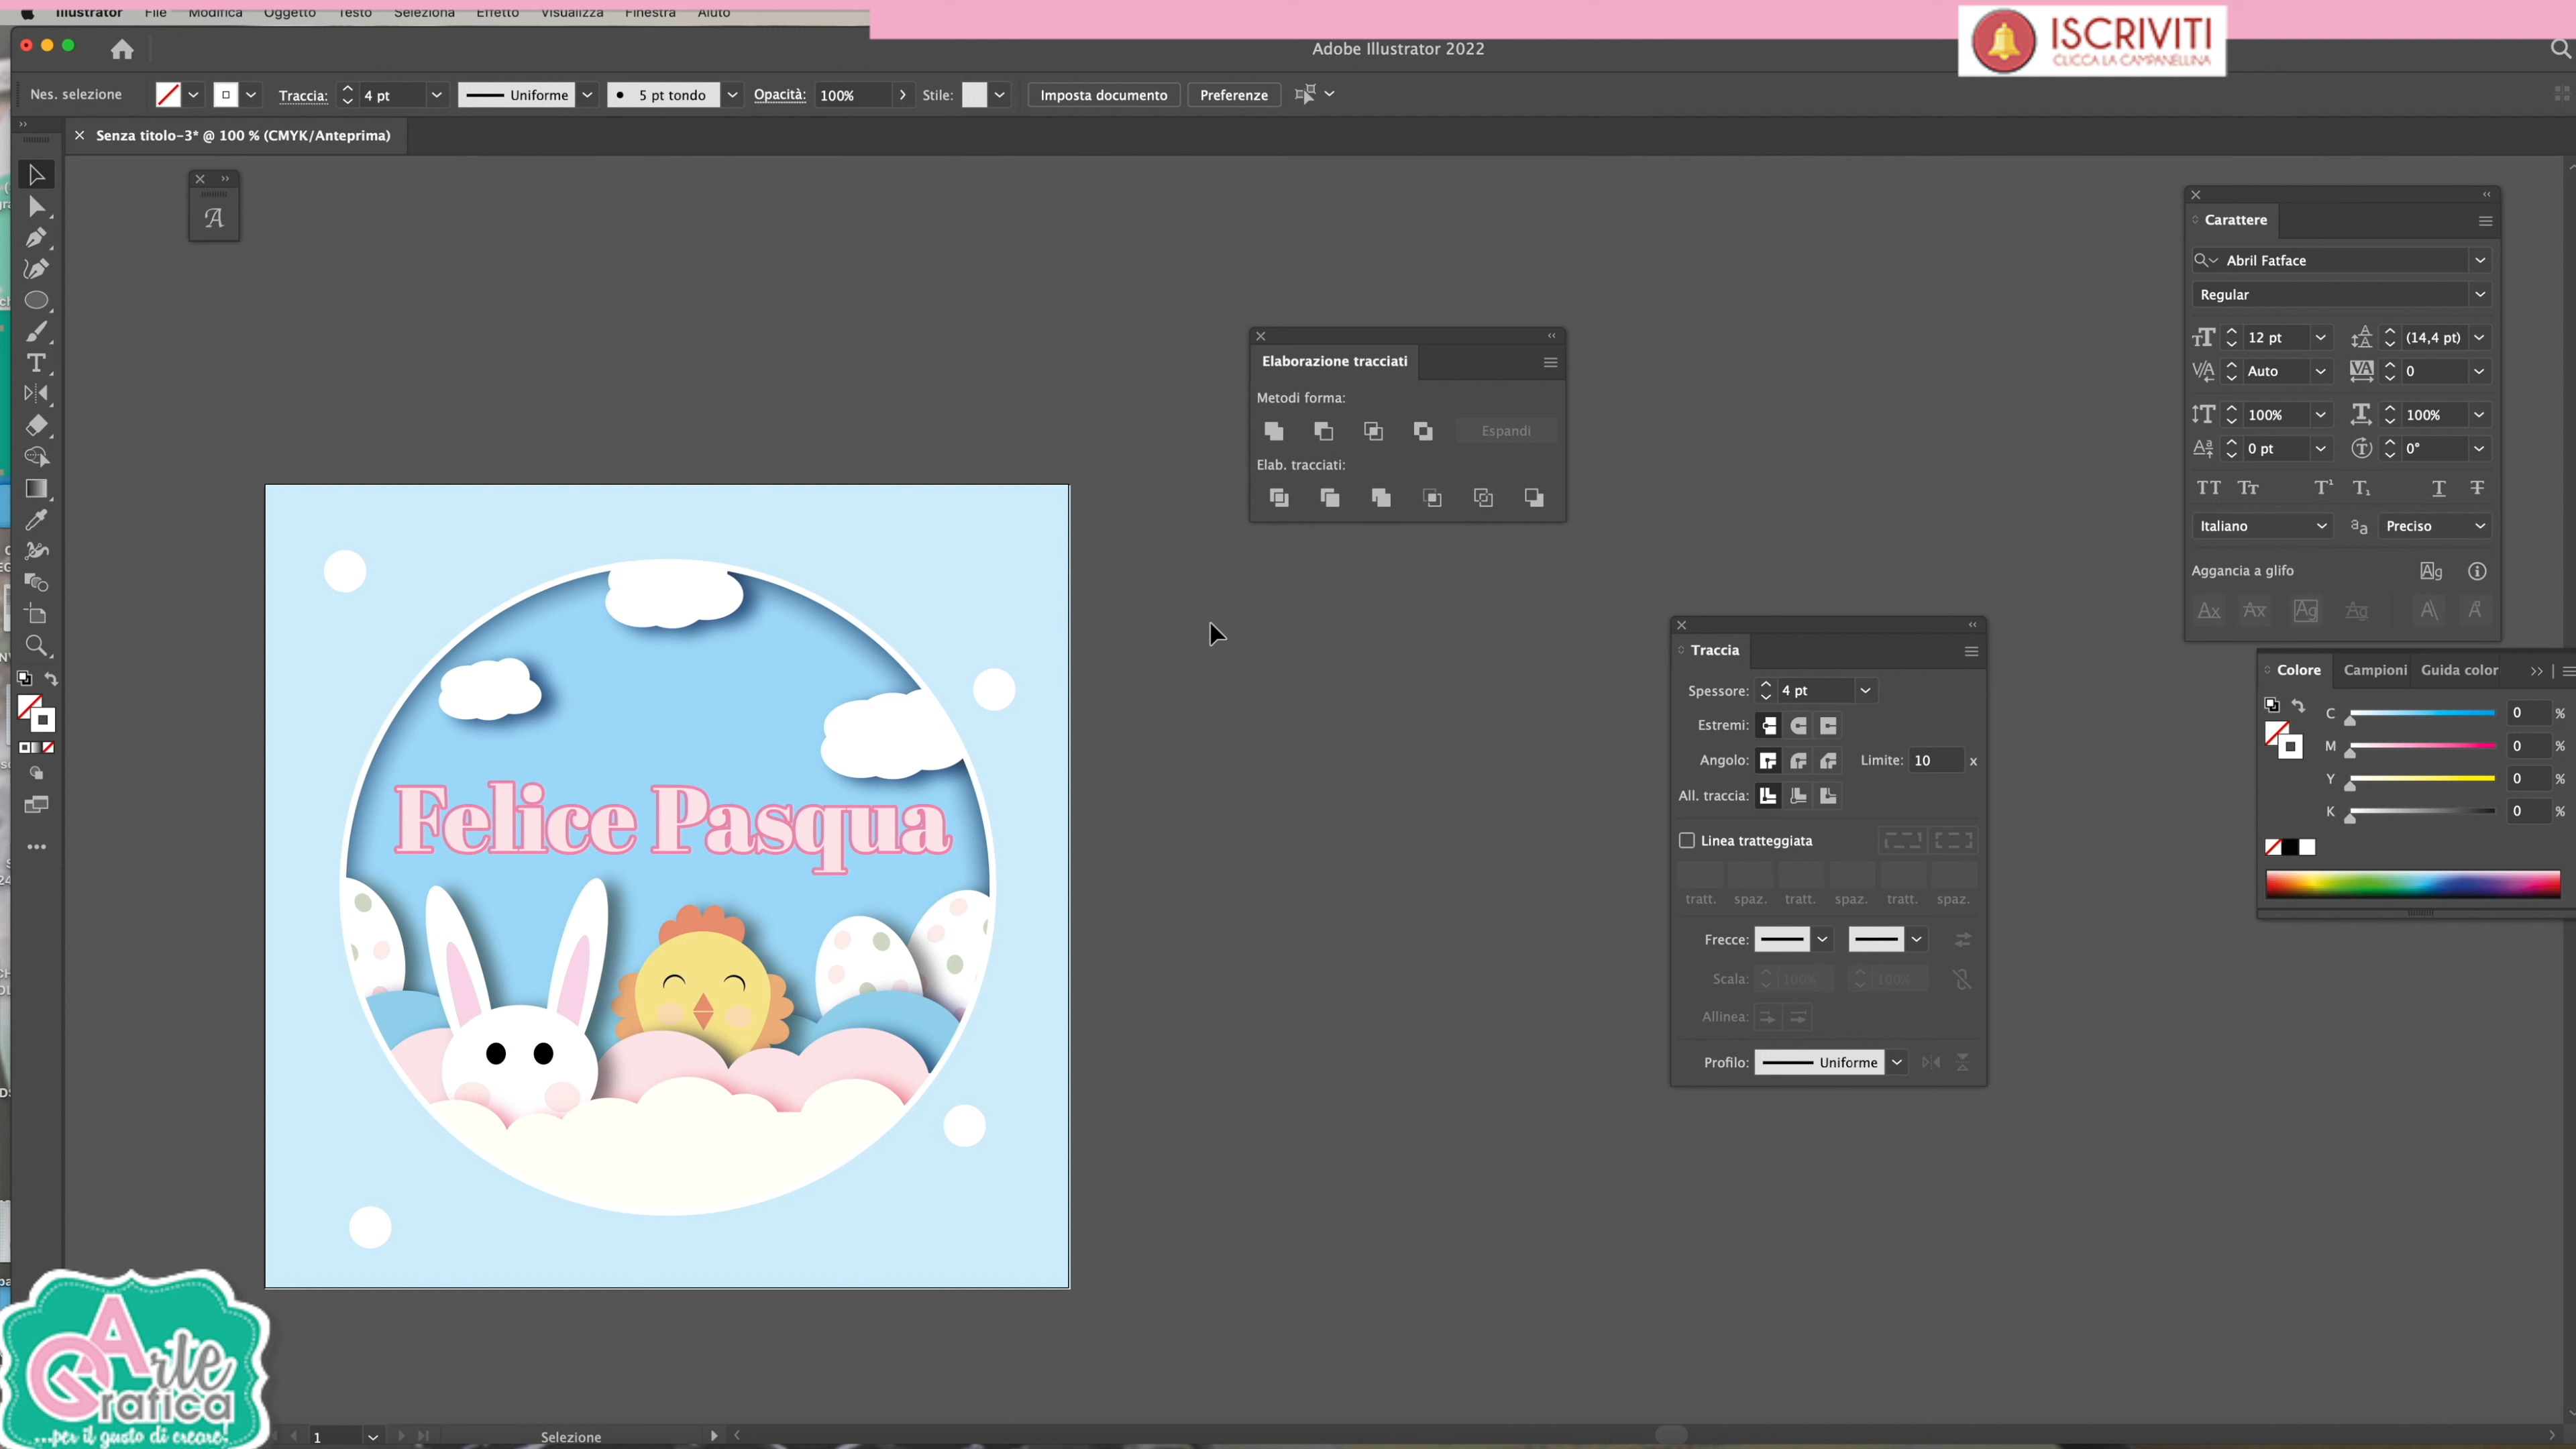 Illustrator File Modifica Oggetto Testo Seleziona Effetto Visualizza Finestra Aiuto
ISCRIVITI
CLICCA LA CAMPANELLINA
Adobe Illustrator 2022
Nes. selezione Traccia: 4 pt Uniforme 5 pt tondo Opacità: 100% Stile: Imposta documento Preferenze
Senza titolo-3* @ 100 % (CMYK/Anteprima)
A
Carattere
Abril Fatface
Regular
12 pt (14,4 pt)
Auto 0
100% 100%
0 pt 0°
Italiano Preciso
Aggancia a glifo
Elaborazione tracciati
Metodi forma:
Espandi
Elab. tracciati:
Felice Pasqua
Traccia
Spessore: 4 pt
Estremi:
Angolo: Limite: 10 x
All. traccia:
Linea tratteggiata
tratt. spaz. tratt. spaz. tratt. spaz.
Frecce:
Scala: 100% 100%
Allinea:
Profilo: Uniforme
Colore Campioni Guida color
C 0 %
M 0 %
Y 0 %
K 0 %
Arte
Grafica
...per il gusto di creare!
1 Selezione